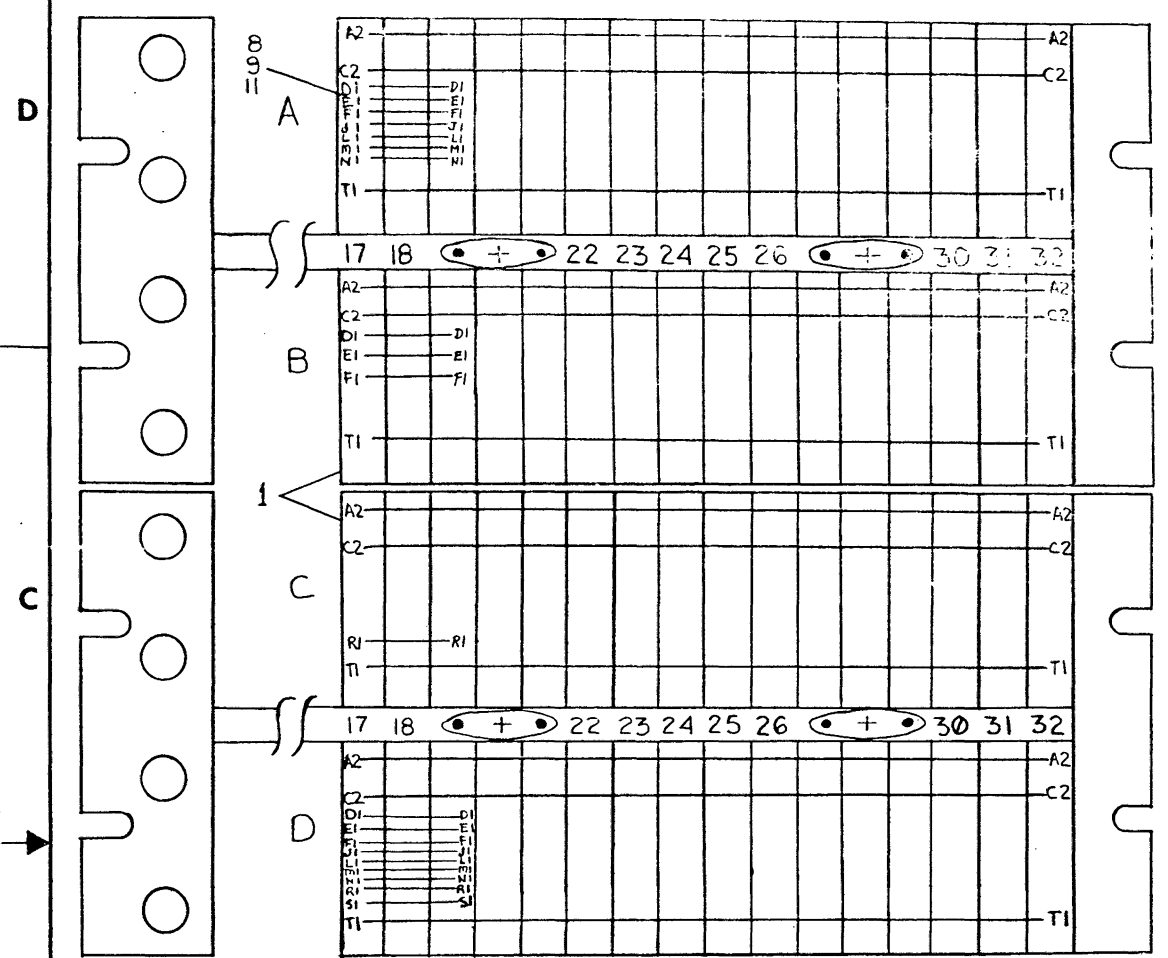 8
9
11
D
A
A2 A2
C2 C2
D1 D1
E1 E1
F1 F1
J1 J1
L1 L1
M1 M1
N1 N1
T1 T1
17 18 22 23 24 25 26 30 31 32
A2 A2
C2 C2
D1 D1
E1 E1
B
F1 F1
T1 T1
1
A2 A2
C2 C2
C
C
R1 R1
T1 T1
17 18 22 23 24 25 26 30 31 32
A2 A2
C2 C2
D1 D1
D
E1 E1
F1 F1
J1 J1
L1 L1
M1 M1
N1 N1
R1 R1
S1 S1
T1 T1